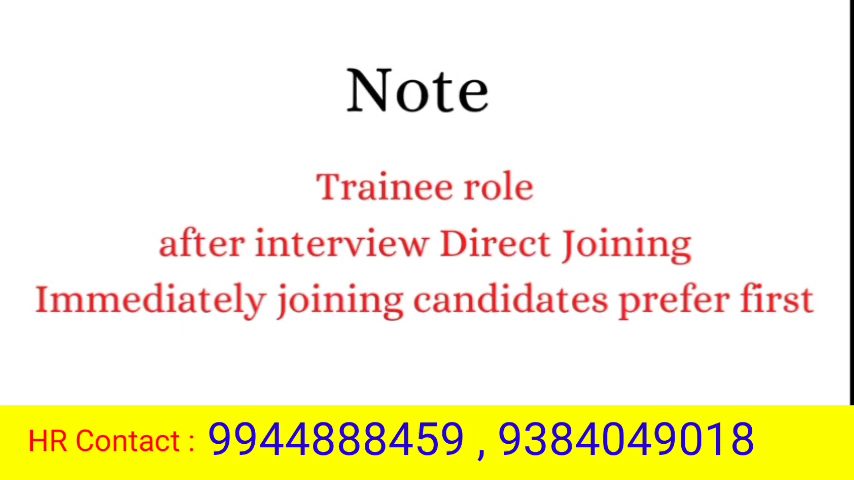 Note
Trainee role
after interview Direct Joining
Immediately joining candidates prefer first
HR Contact : 9944888459 , 9384049018